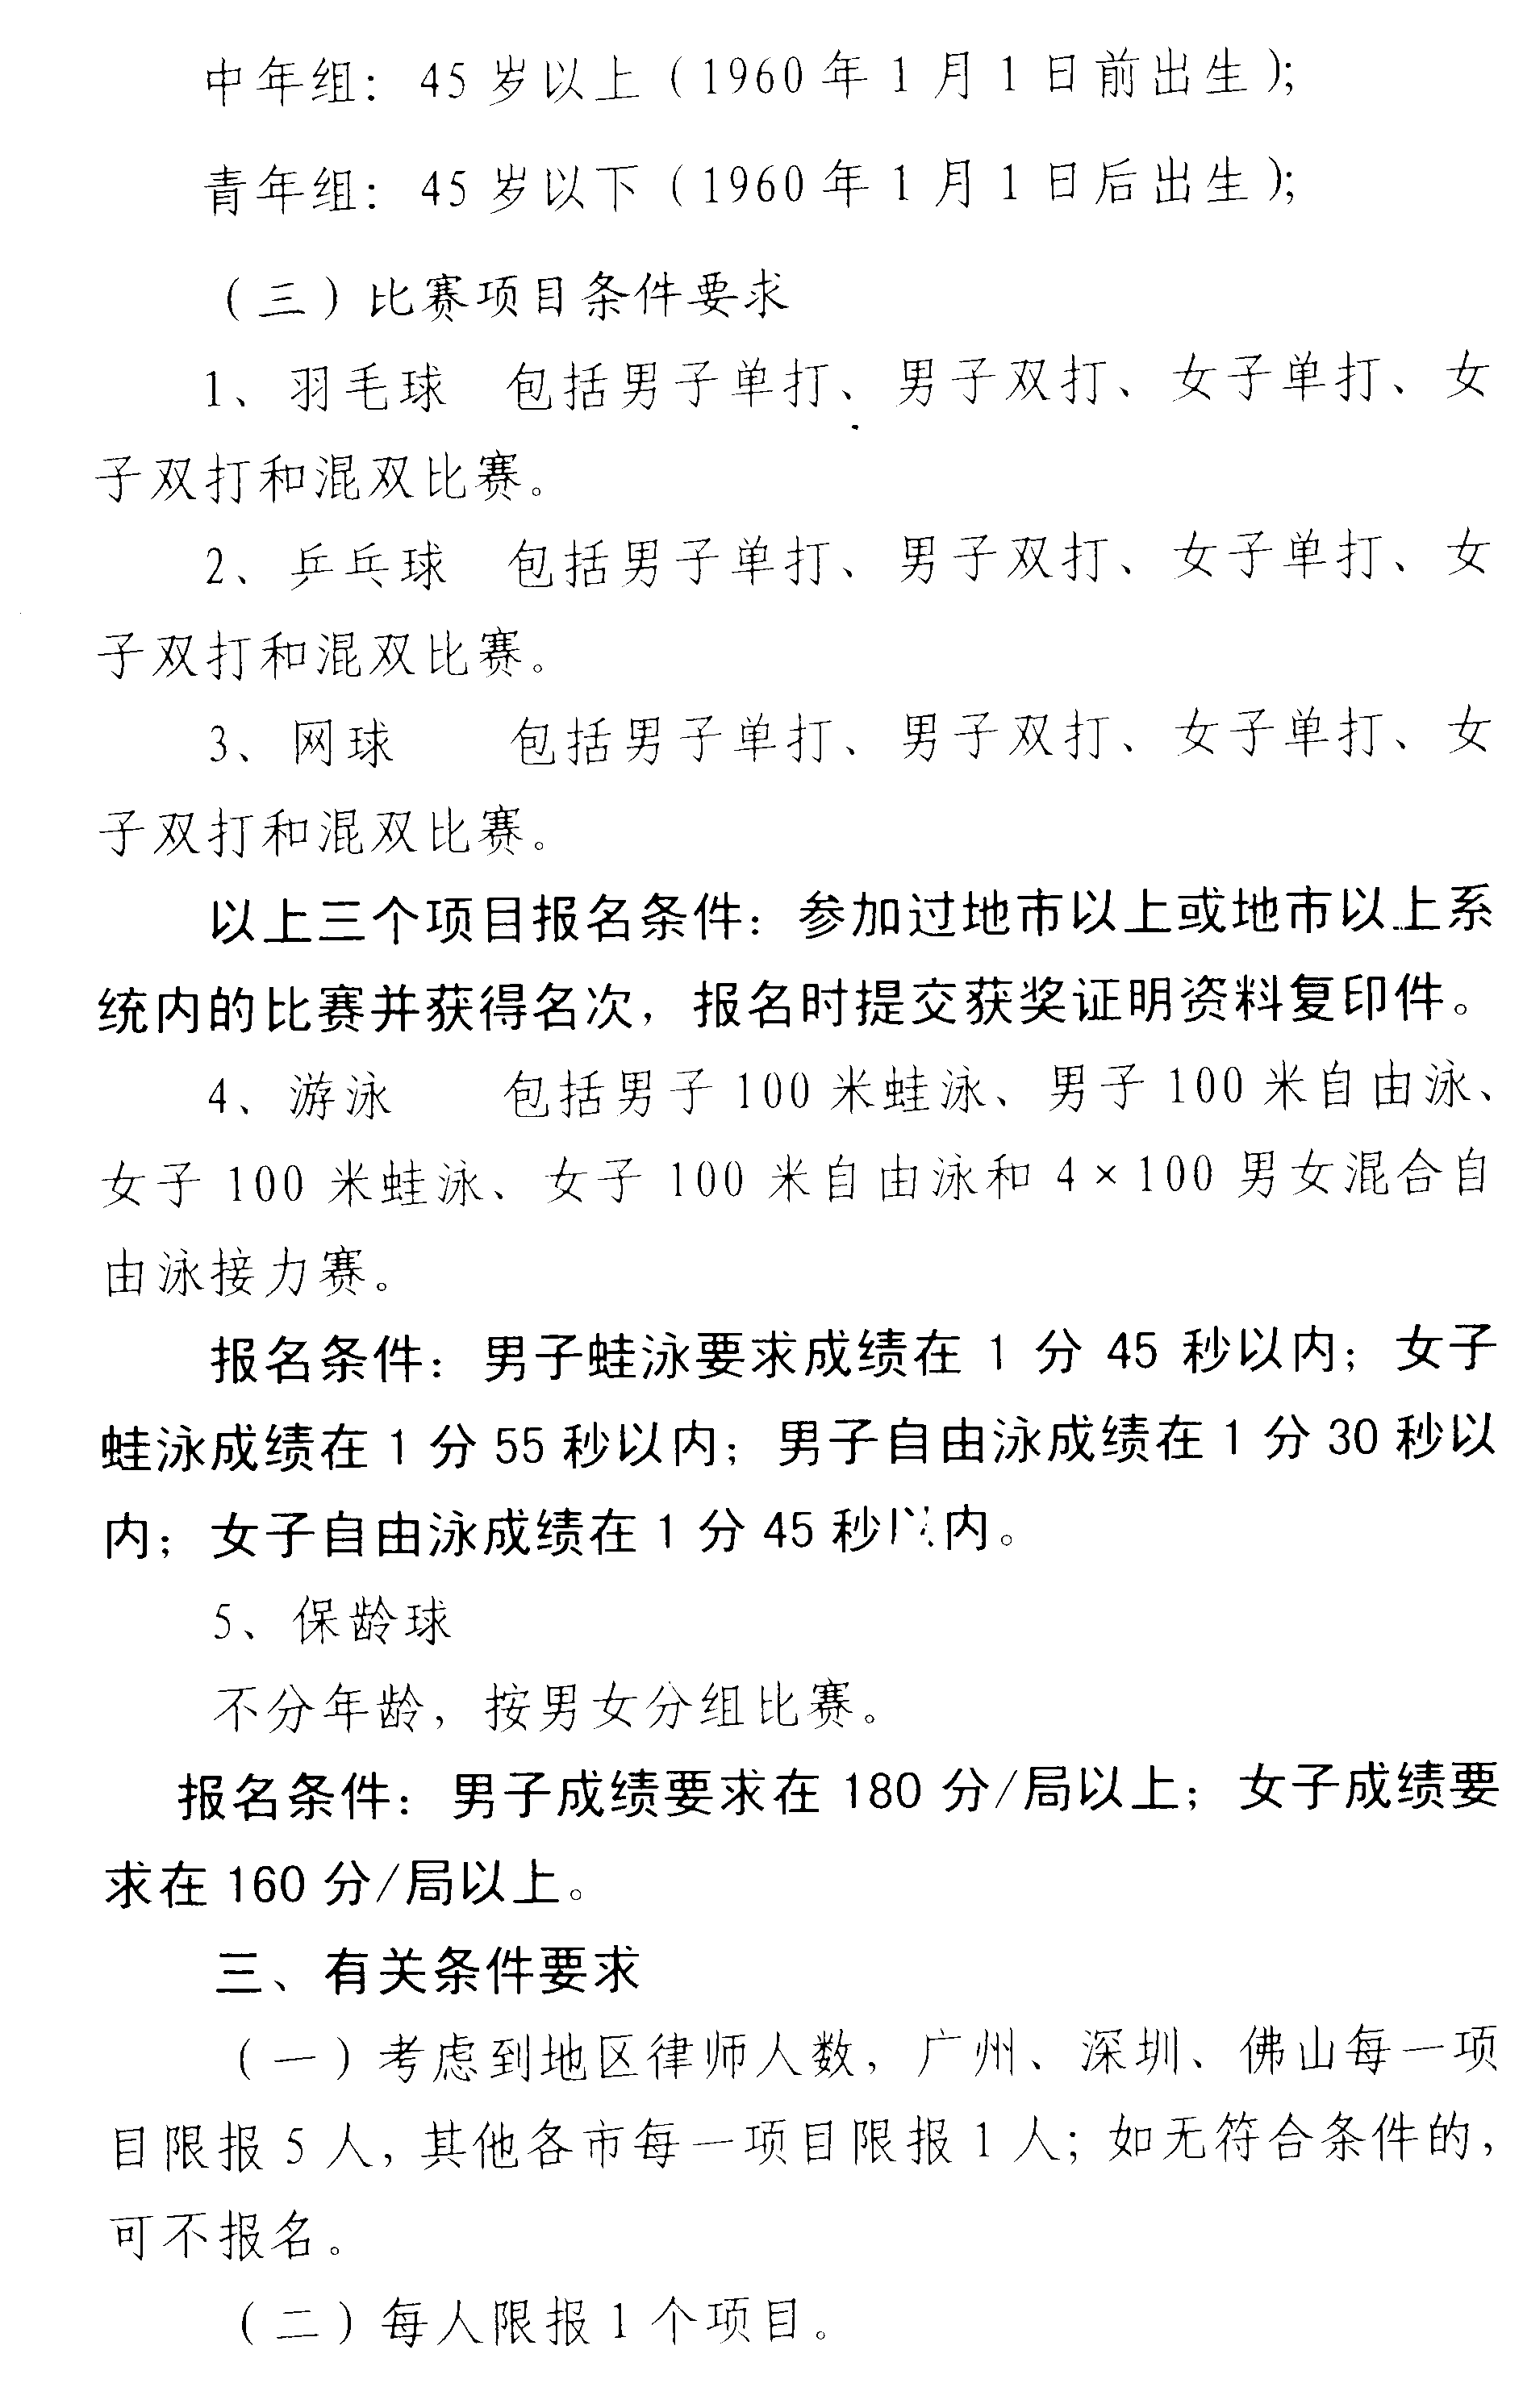 中年组：45岁以上（1960年1月1日前出生）；
青年组：45岁以下（1960年1月1日后出生）；
（三）比赛项目条件要求
1、羽毛球 包括男子单打、男子双打、女子单打、女
子双打和混双比赛。
2、乒乓球 包括男子单打、男子双打、女子单打、女
子双打和混双比赛。
3、网球 包括男子单打、男子双打、女子单打、女
子双打和混双比赛。
以上三个项目报名条件：参加过地市以上或地市以上系
统内的比赛并获得名次，报名时提交获奖证明资料复印件。
4、游泳 包括男子100米蛙泳、男子100米自由泳、
女子100米蛙泳、女子100米自由泳和4×100男女混合自
由泳接力赛。
报名条件：男子蛙泳要求成绩在1分45秒以内；女子
蛙泳成绩在1分55秒以内；男子自由泳成绩在1分30秒以
内；女子自由泳成绩在1分45秒以内。
5、保龄球
不分年龄，按男女分组比赛。
报名条件：男子成绩要求在180分/局以上；女子成绩要
求在160分/局以上。
三、有关条件要求
（一）考虑到地区律师人数，广州、深圳、佛山每一项
目限报5人，其他各市每一项目限报1人；如无符合条件的，
可不报名。
（二）每人限报1个项目。